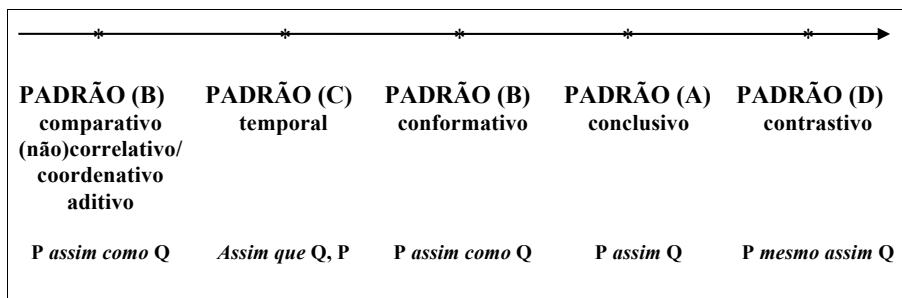 * * * * *
PADRÃO (B) PADRÃO (C) PADRÃO (B) PADRÃO (A) PADRÃO (D)
comparativo temporal conformativo conclusivo contrastivo
(não)correlativo/
coordenativo
aditivo
P assim como Q Assim que Q, P P assim como Q P assim Q P mesmo assim Q